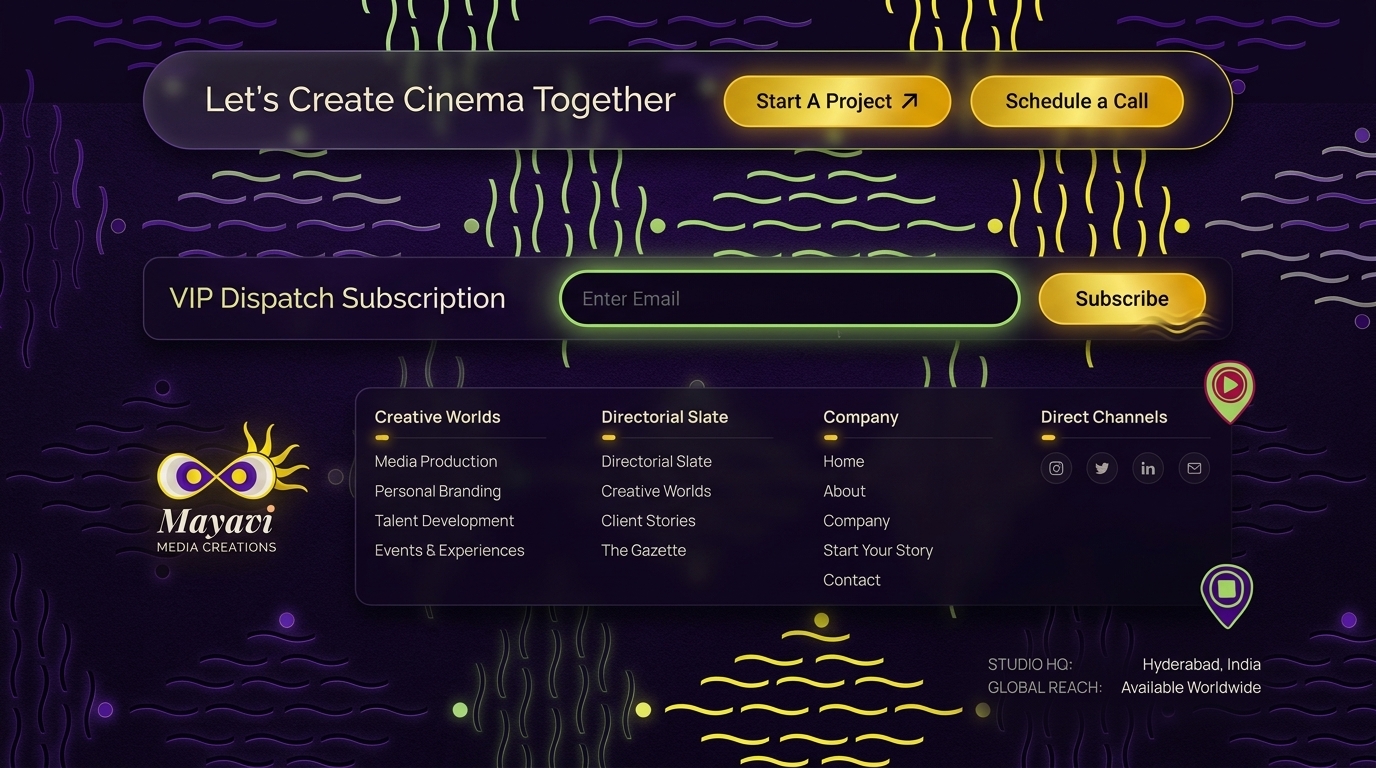 Let's Create Cinema Together
Start A Project
Schedule a Call
VIP Dispatch Subscription
Enter Email
Subscribe
Mayavi
MEDIA CREATIONS
Creative Worlds
Media Production
Personal Branding
Talent Development
Events & Experiences
Directorial Slate
Directorial Slate
Creative Worlds
Client Stories
The Gazette
Company
Home
About
Company
Start Your Story
Contact
Direct Channels
in
STUDIO HQ: Hyderabad, India
GLOBAL REACH: Available Worldwide